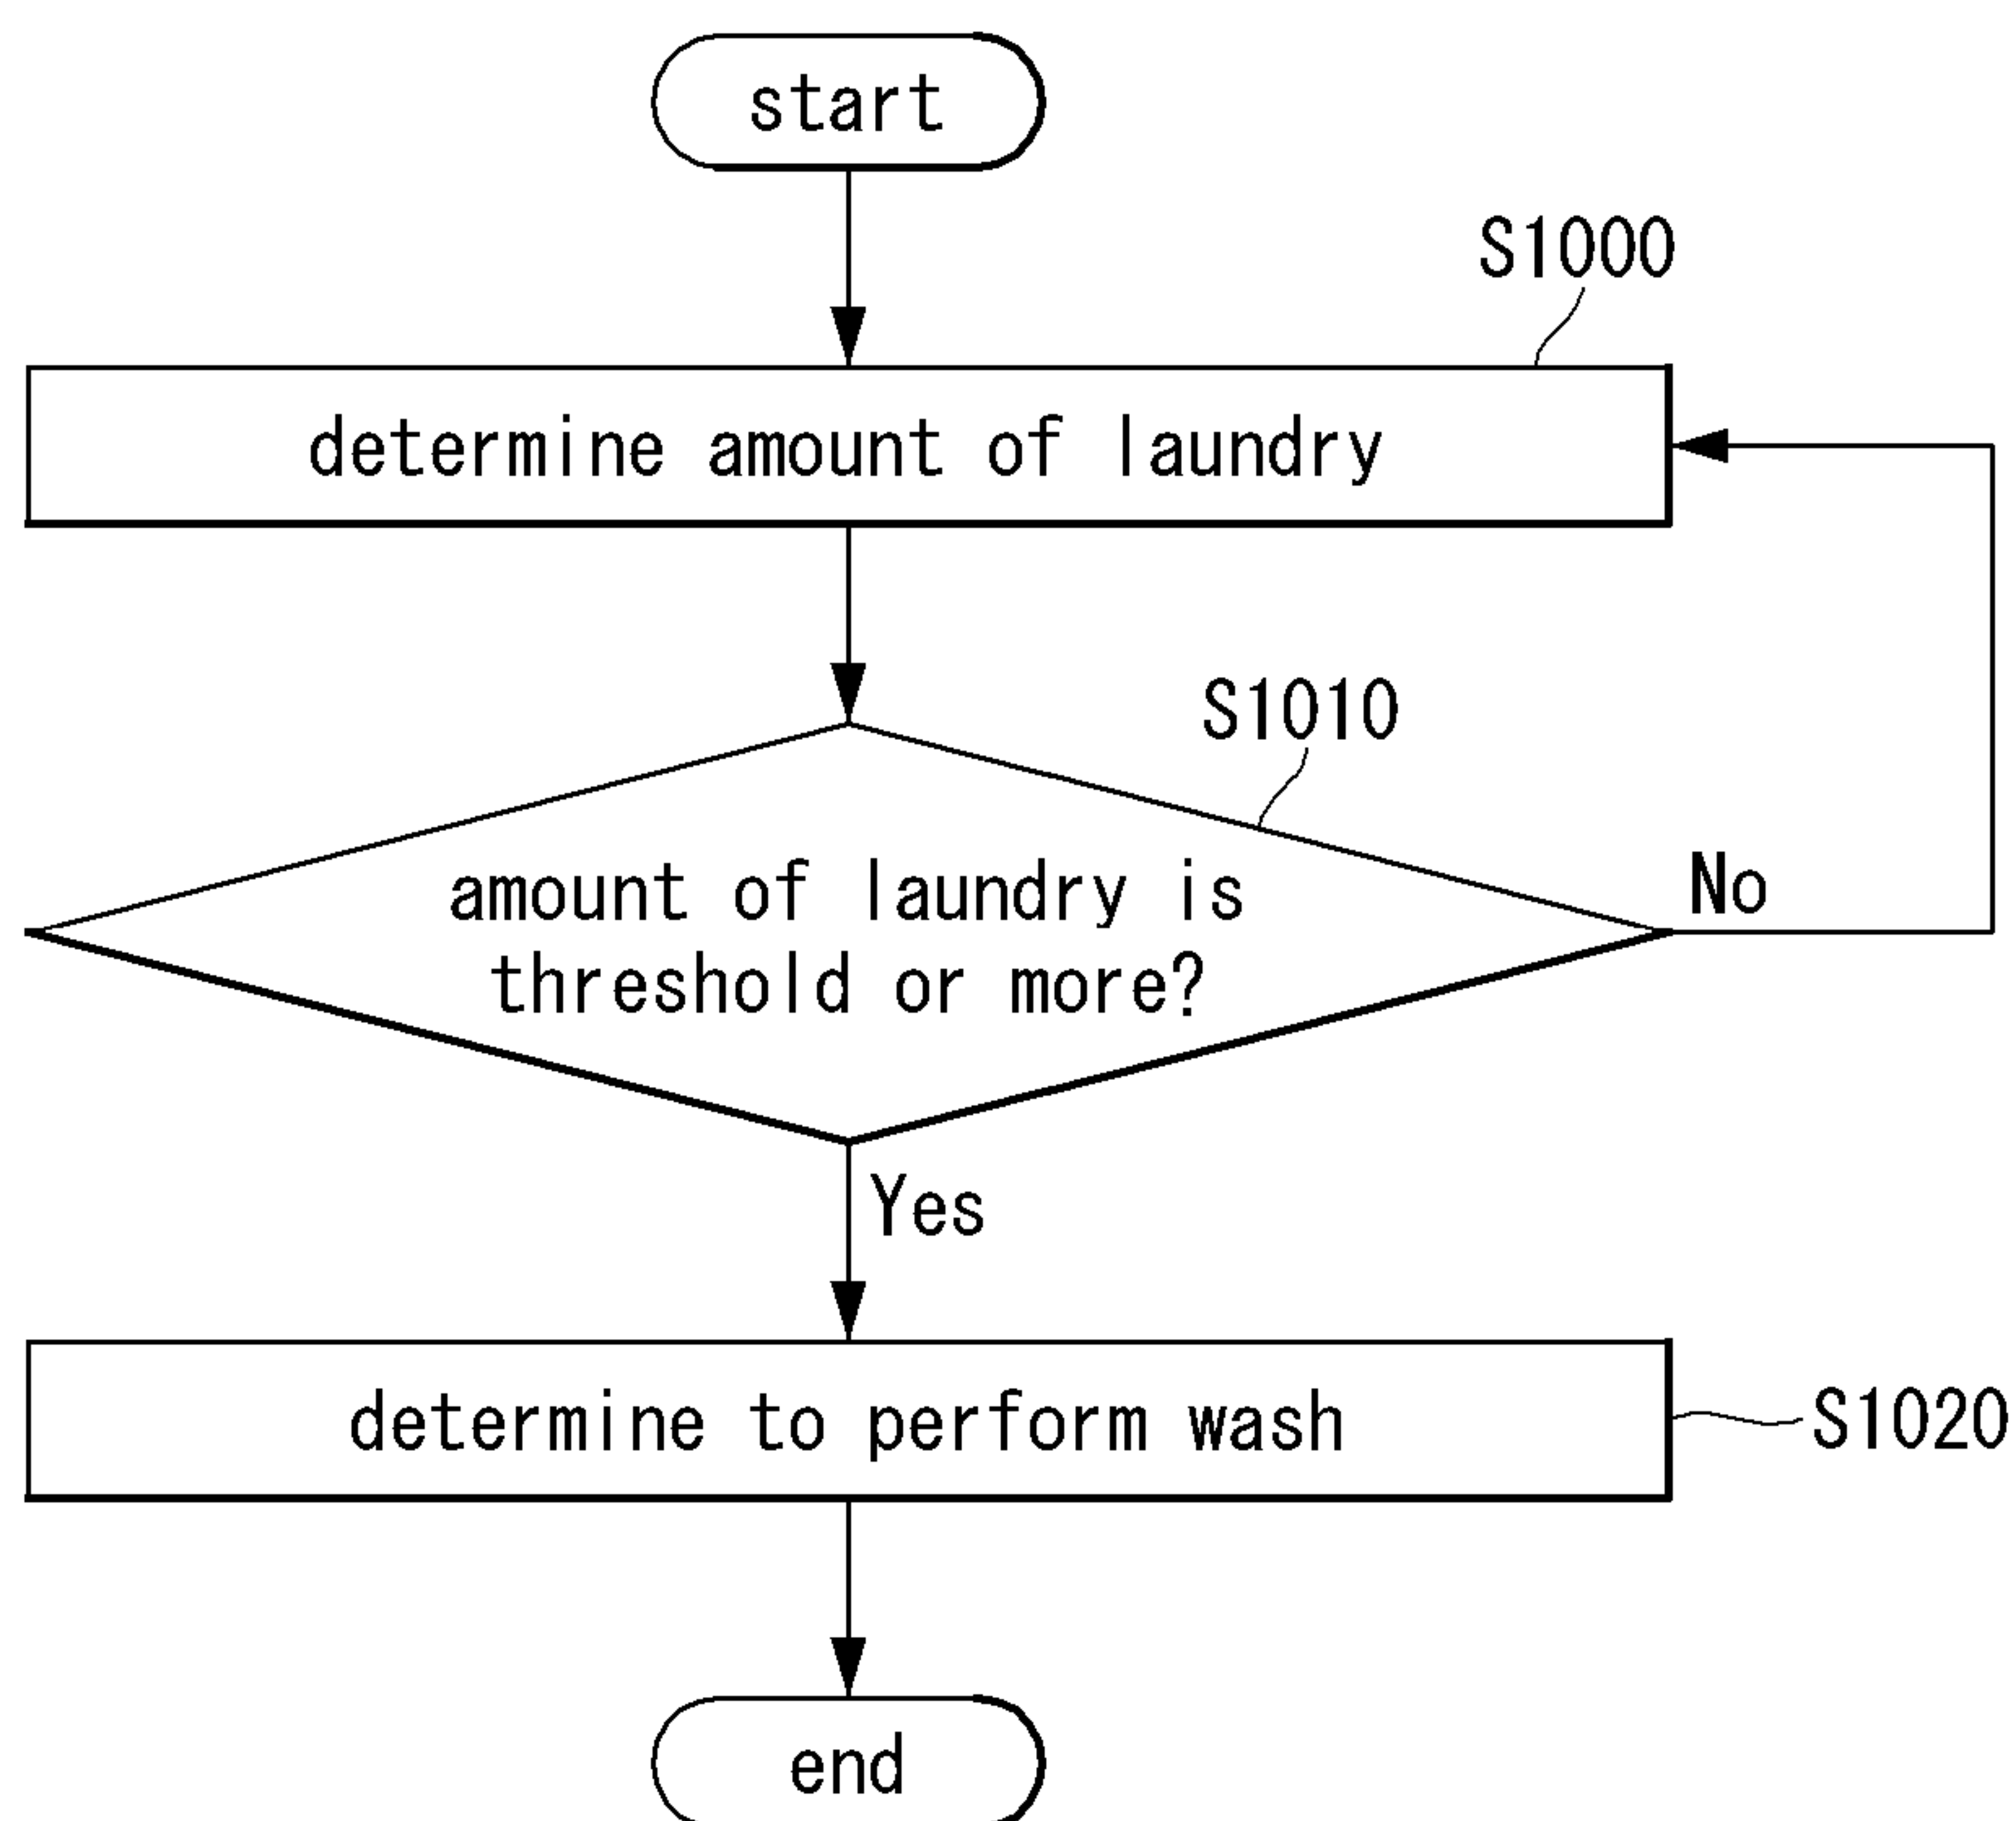 start
S1000
determine amount of laundry
S1010
amount of laundry is
threshold or more?
No
Yes
determine to perform wash
S1020
end